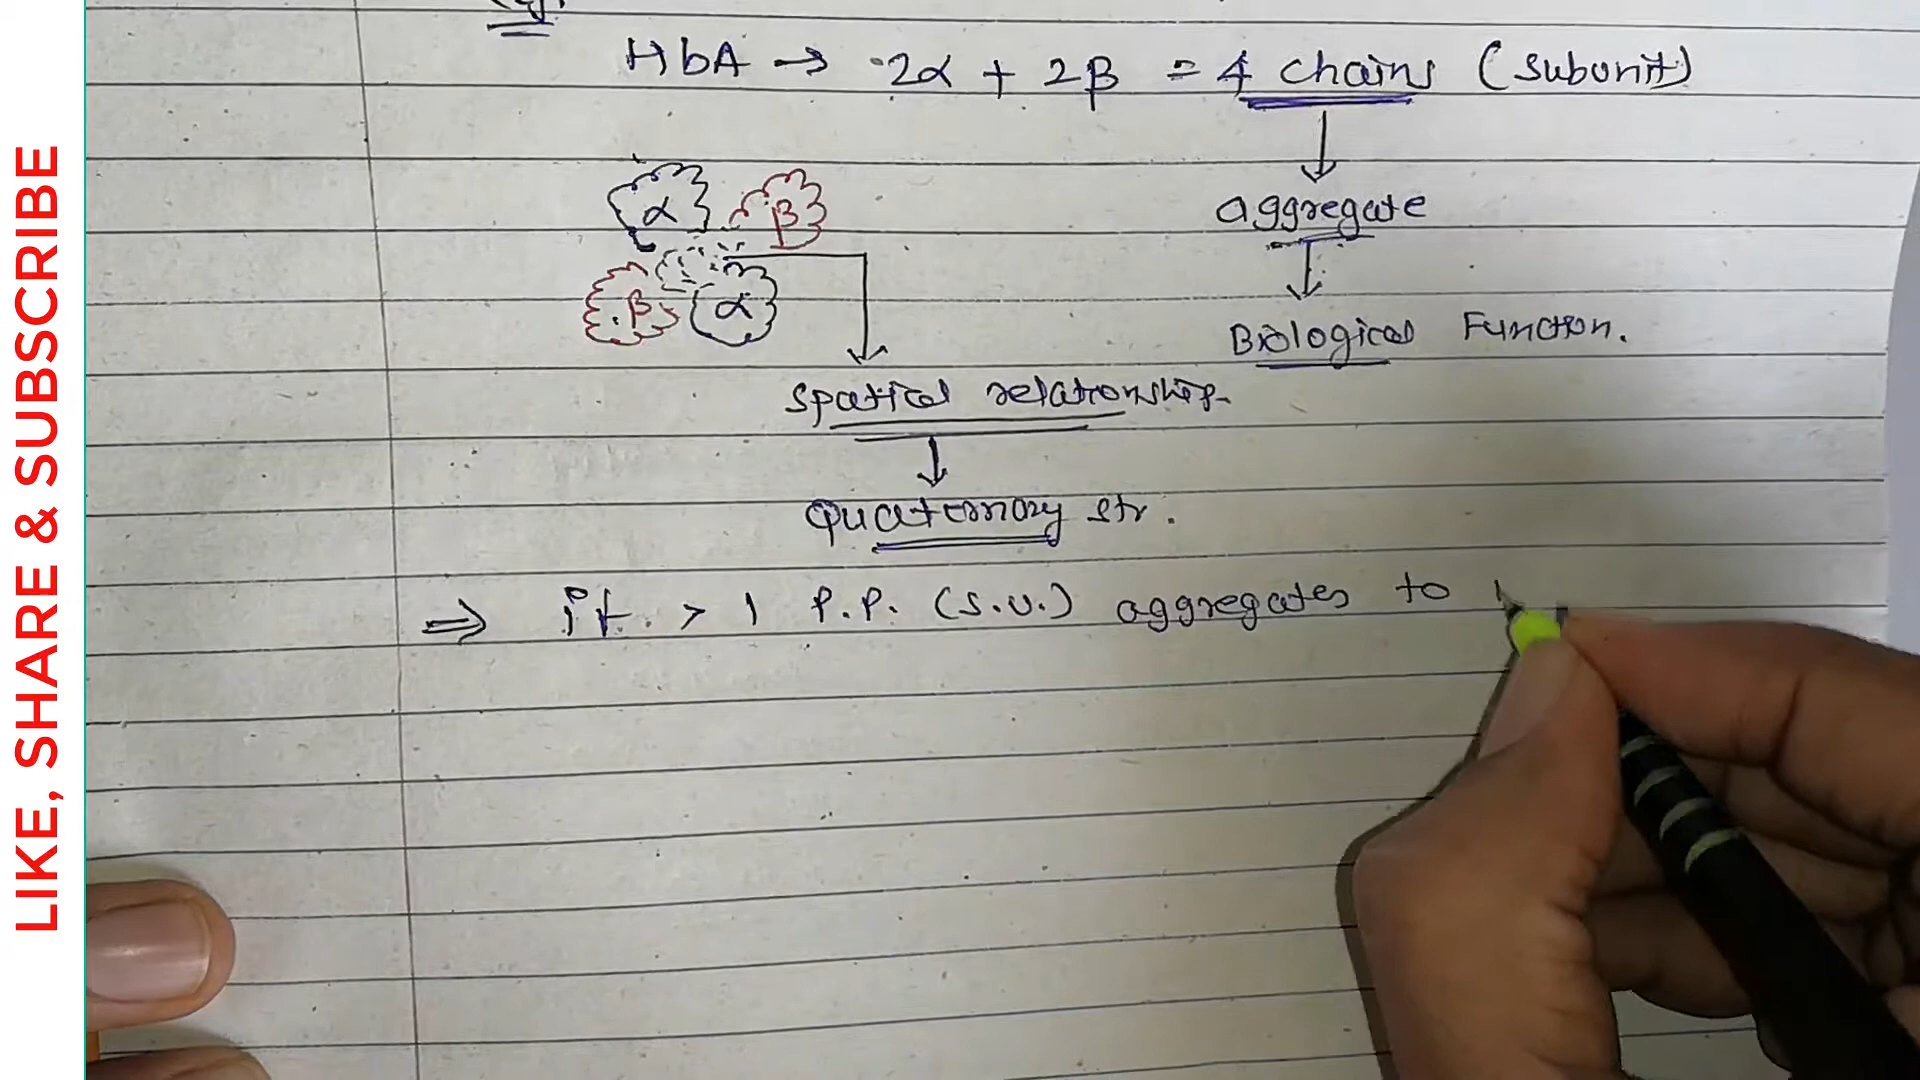 HbA → 2α + 2β = 4 chains (subunit)
α
β
aggregate
β
α
Biological Function.
Spatial relationship.
Quaternary str.
⇒ if > 1 P.P. (S.U.) aggregates to
LIKE, SHARE & SUBSCRIBE